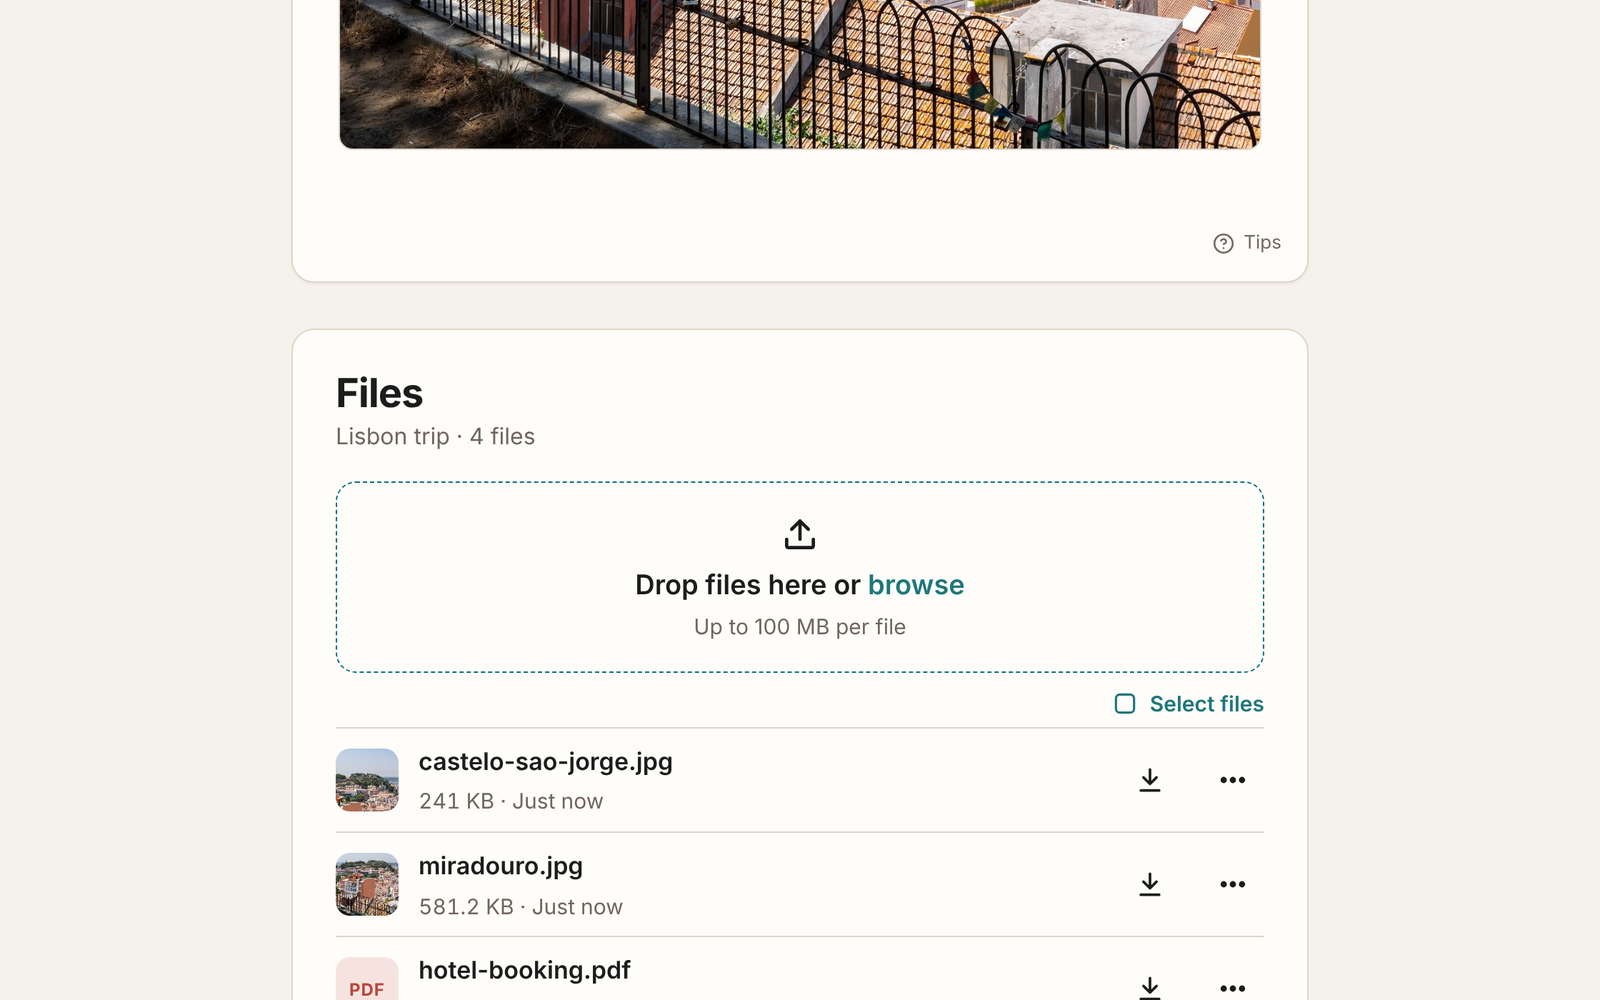 Tips
Files
Lisbon trip · 4 files
Drop files here or browse
Up to 100 MB per file
Select files
castelo-sao-jorge.jpg
241 KB · Just now
miradouro.jpg
581.2 KB · Just now
hotel-booking.pdf
PDF